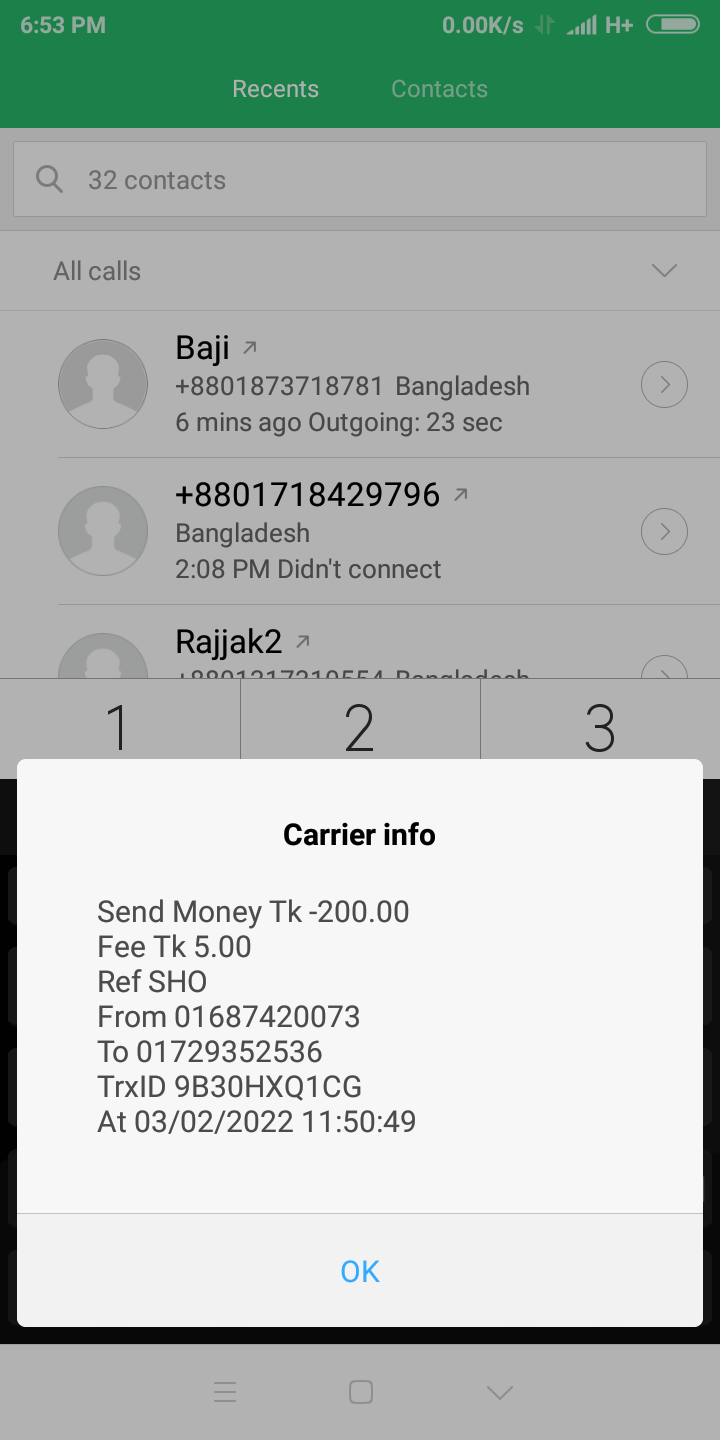 6:53 PM 0.00K/s H+
Recents Contacts
32 contacts
All calls
Baji
+8801873718781 Bangladesh
6 mins ago Outgoing: 23 sec
+8801718429796
Bangladesh
2:08 PM Didn't connect
Rajjak2
Bangladesh
1 2 3
Carrier info
Send Money Tk -200.00
Fee Tk 5.00
Ref SHO
From 01687420073
To 01729352536
TrxID 9B30HXQ1CG
At 03/02/2022 11:50:49
OK